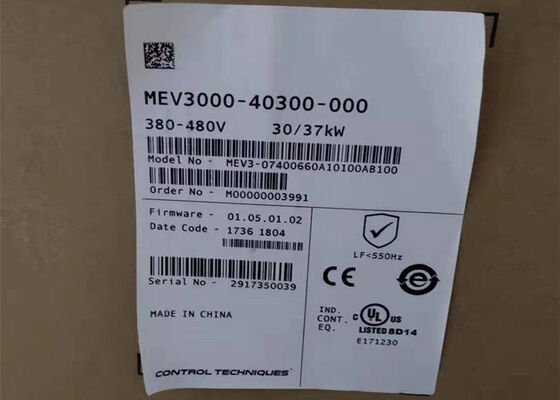 MEV3000-40300-000
380-480V 30/37kW
Model No - MEV3-07400660A10100AB100
Order No - M00000003991
Firmware - 01.05.01.02
Date Code - 1736 1804
LF<550Hz
Serial No - 2917350039
CE
e
MADE IN CHINA
IND.
CONT.
EQ.
C UL US
LISTED 8D14
E171230
CONTROL TECHNIQUES